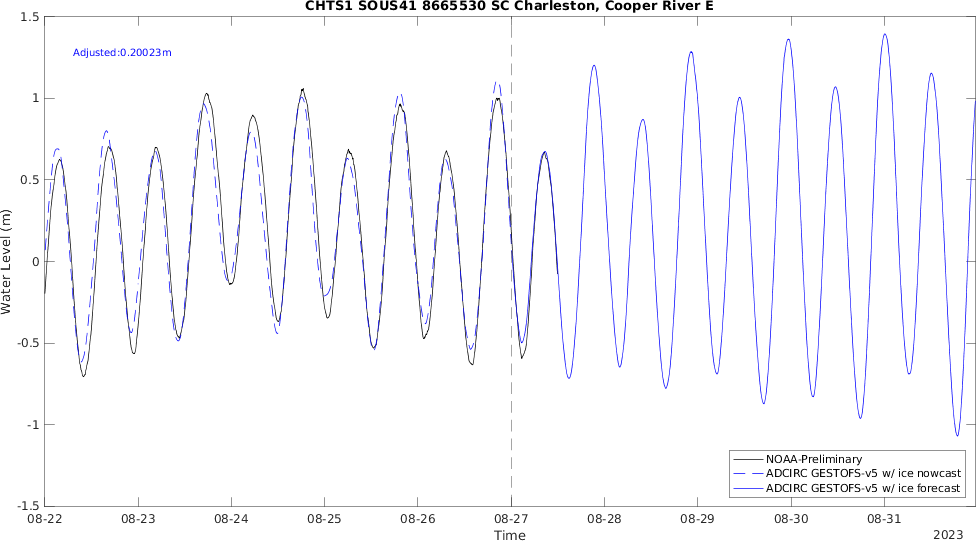 CHTS1 SOUS41 8665530 SC Charleston, Cooper River E
Adjusted:0.20023m
1.5
1
0.5
0
-0.5
-1
-1.5
Water Level (m)
NOAA-Preliminary
ADCIRC GESTOFS-v5 w/ ice nowcast
ADCIRC GESTOFS-v5 w/ ice forecast
08-22 08-23 08-24 08-25 08-26 08-27 08-28 08-29 08-30 08-31
Time
2023